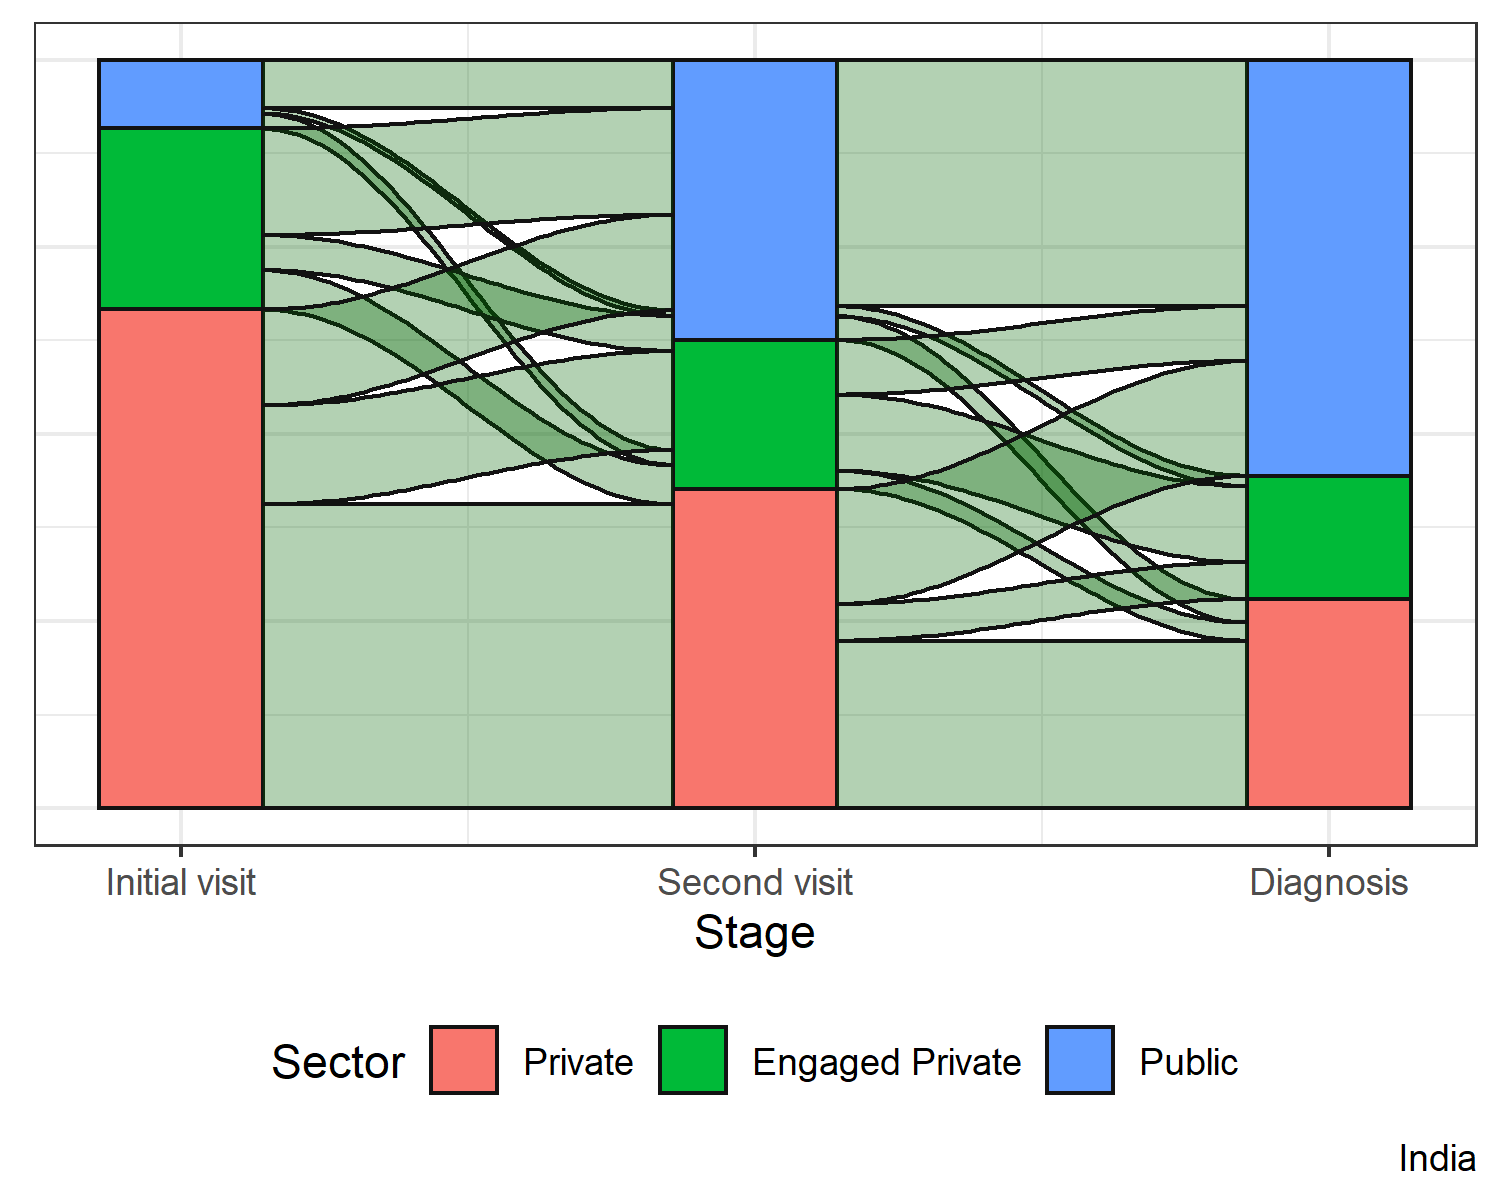 Initial visit Second visit Diagnosis
Stage
Sector Private Engaged Private Public
India